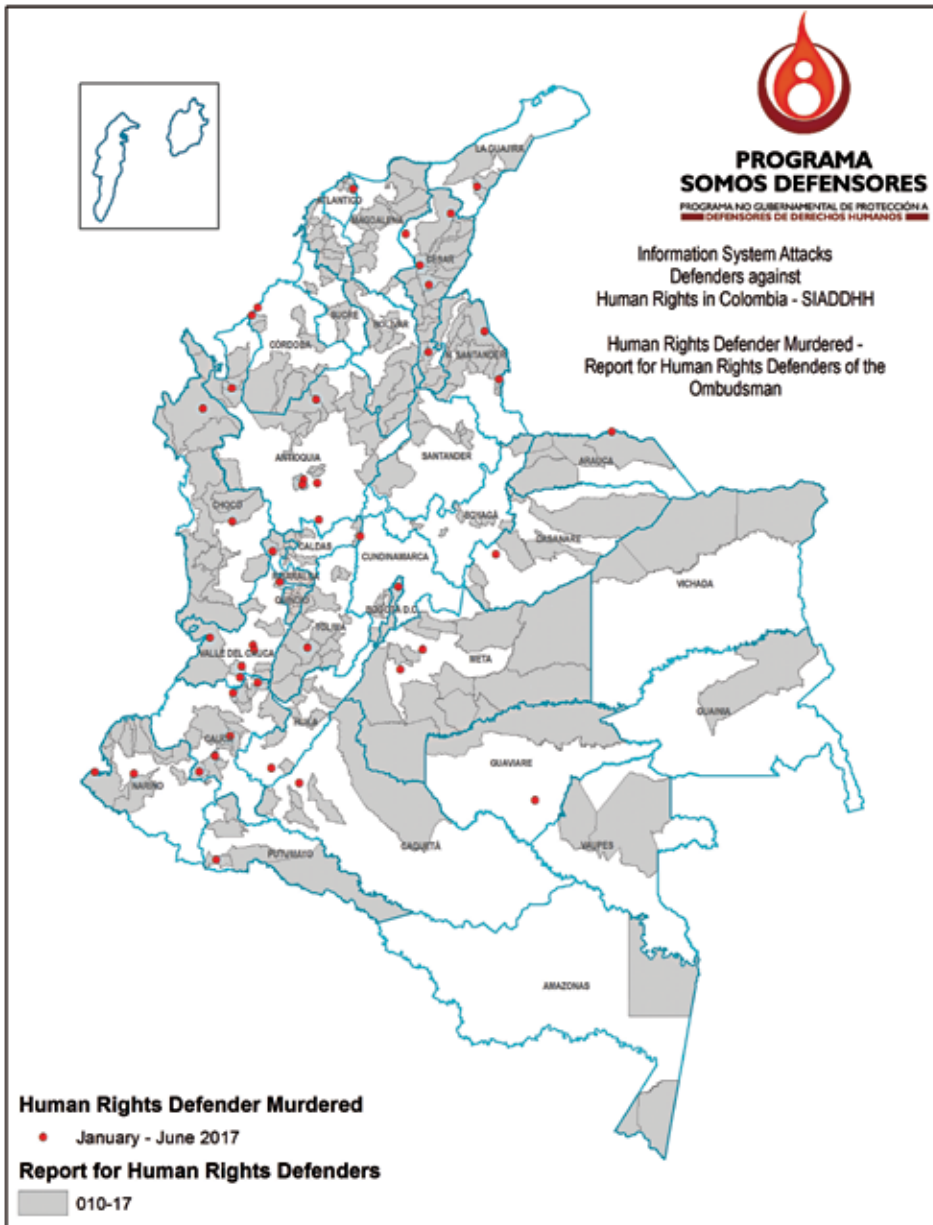 PROGRAMA
SOMOS DEFENSORES
PROGRAMA NO GUBERNAMENTAL DE PROTECCIÓN A
DEFENSORES DE DERECHOS HUMANOS
Information System Attacks
Defenders against
Human Rights in Colombia - SIADDHH
Human Rights Defender Murdered -
Report for Human Rights Defenders of the
Ombudsman
LA GUAJIRA
ATLANTICO
MAGDALENA
CESAR
SUCRE
BOLIVAR
CÓRDOBA
N. SANTANDER
ANTIOQUIA
SANTANDER
ARAUCA
CHOCÓ
BOYACÁ
CASANARE
CALDAS
CUNDINAMARCA
VICHADA
RISARALDA
QUINDIO
BOGOTÁ D.C.
TOLIMA
VALLE DEL CAUCA
META
GUAINIA
HUILA
CAUCA
GUAVIARE
NARIÑO
CAQUETÁ
VAUPES
PUTUMAYO
AMAZONAS
Human Rights Defender Murdered
January - June 2017
Report for Human Rights Defenders
010-17